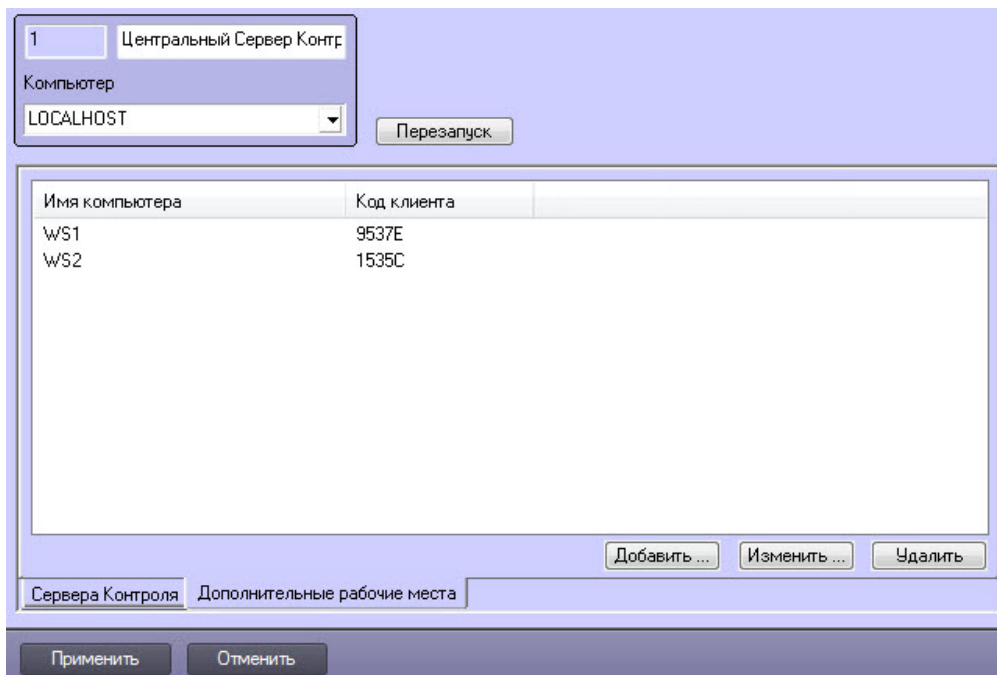 1 Центральный Сервер Контр
Компьютер
LOCALHOST
Перезапуск
Имя компьютера Код клиента
WS1 9537E
WS2 1535C
Добавить ... Изменить ... Удалить
Сервера Контроля Дополнительные рабочие места
Применить Отменить